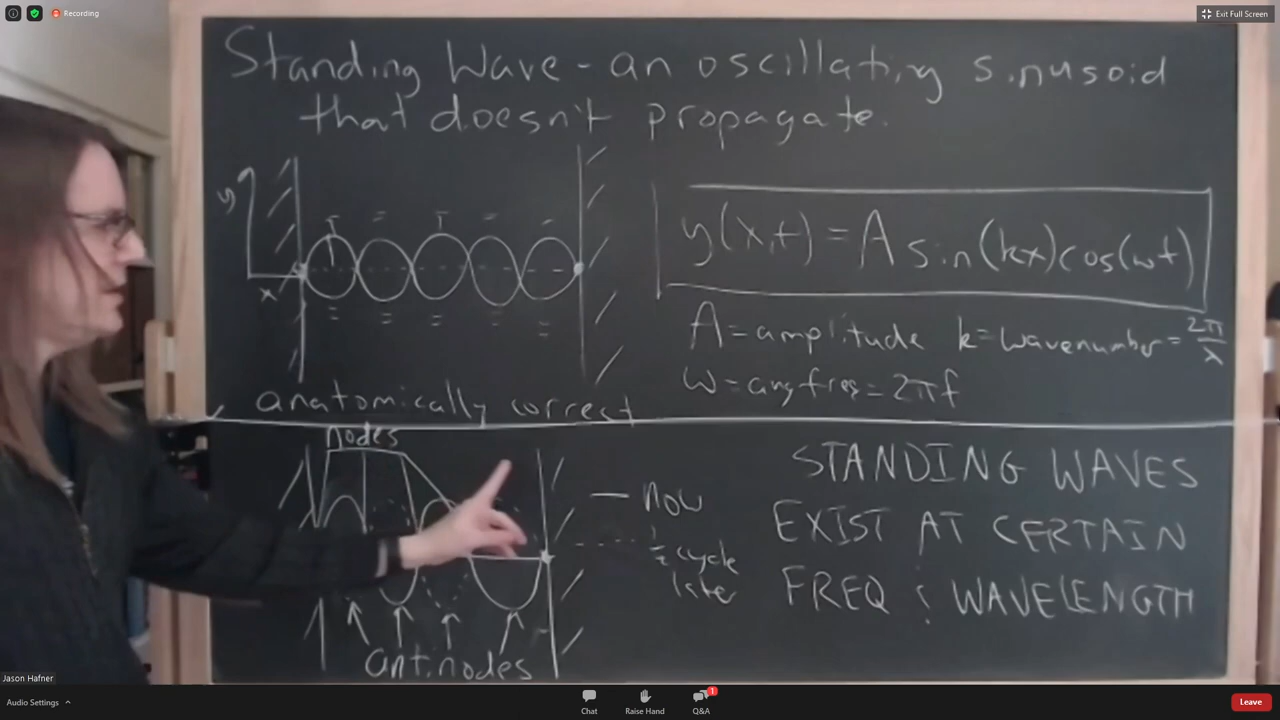 Recording
Exit Full Screen
Standing Wave - an oscillating sinusoid
that doesn't propagate.
y
x
y(x,t) = A sin(kx)cos(ωt)
A = amplitude k = wavenumber = 2π/λ
ω = ang freq = 2πf
anatomically correct
nodes
— now
1/2 cycle
later
antinodes
STANDING WAVES
EXIST AT CERTAIN
FREQ & WAVELENGTH
Jason Hafner
Audio Settings
Chat
Raise Hand
1
Q&A
Leave